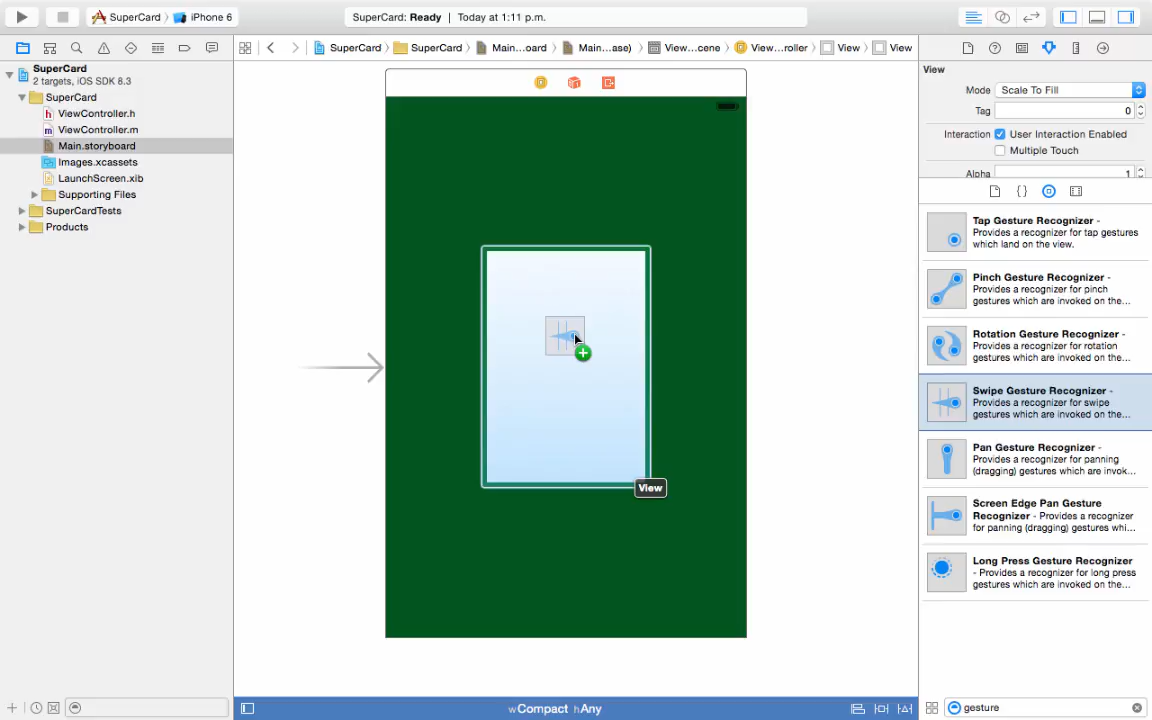 SuperCard
iPhone 6
SuperCard: Ready | Today at 1:11 p.m.
SuperCard
SuperCard
Main....oard
Main....ase)
View....cene
View....roller
View
View
SuperCard
2 targets, iOS SDK 8.3
SuperCard
ViewController.h
ViewController.m
Main.storyboard
Images.xcassets
LaunchScreen.xib
Supporting Files
SuperCardTests
Products
View
wCompact hAny
View
Mode Scale To Fill
Tag 0
Interaction User Interaction Enabled
Multiple Touch
Alpha 1
Tap Gesture Recognizer -
Provides a recognizer for tap gestures
which land on the view.
Pinch Gesture Recognizer -
Provides a recognizer for pinch
gestures which are invoked on the...
Rotation Gesture Recognizer -
Provides a recognizer for rotation
gestures which are invoked on the...
Swipe Gesture Recognizer -
Provides a recognizer for swipe
gestures which are invoked on the...
Pan Gesture Recognizer -
Provides a recognizer for panning
(dragging) gestures which are invok...
Screen Edge Pan Gesture
Recognizer - Provides a recognizer
for panning (dragging) gestures whi...
Long Press Gesture Recognizer
- Provides a recognizer for long press
gestures which are invoked on the...
gesture